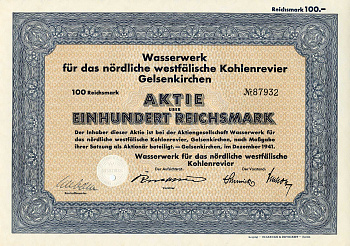 Reichsmark 100.–
Wasserwerk
für das nördliche westfälische Kohlenrevier
Gelsenkirchen
100 Reichsmark
№87932
AKTIE
ÜBER
EINHUNDERT REICHSMARK
Der Inhaber dieser Aktie ist bei der Aktiengesellschaft Wasserwerk für
das nördliche westfälische Kohlenrevier, Gelsenkirchen, nach Maßgabe
ihrer Satzung als Aktionär beteiligt. – Gelsenkirchen, im Dezember 1941.
Wasserwerk für das nördliche westfälische
Kohlenrevier
Der Aufsichtsrat:
Der Vorstand: